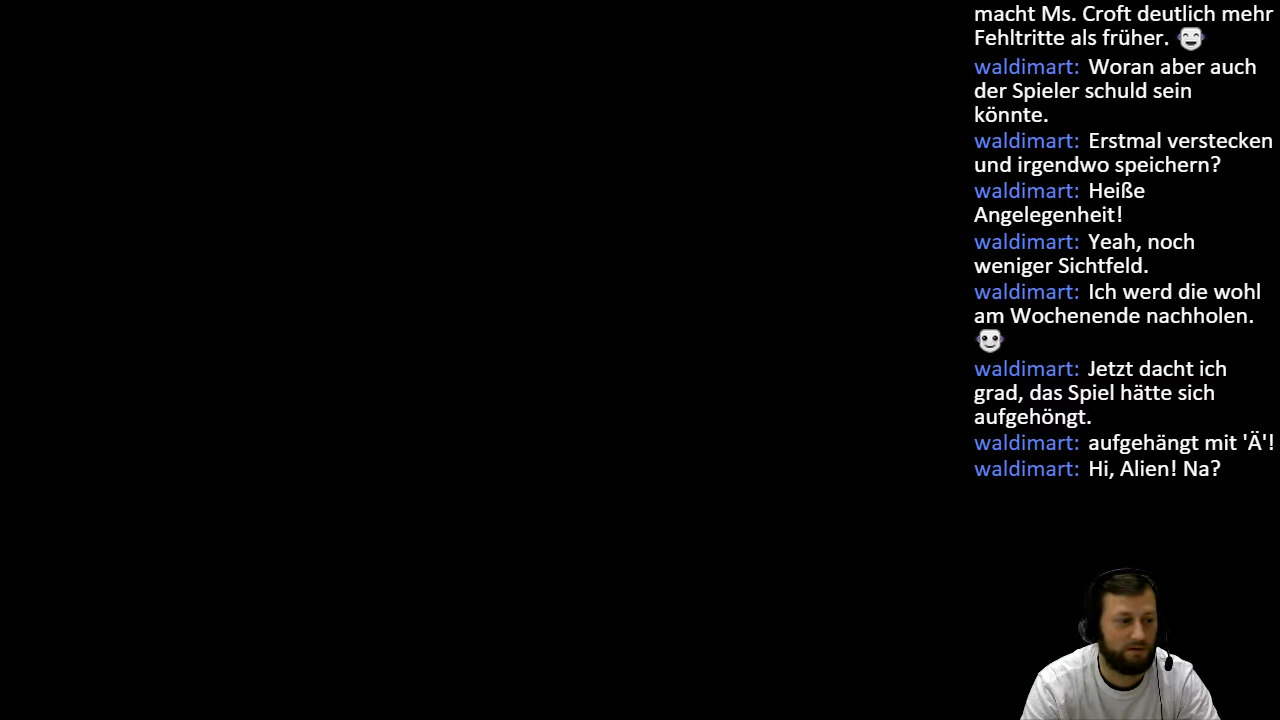 macht Ms. Croft deutlich mehr
Fehltritte als früher.
waldimart: Woran aber auch
der Spieler schuld sein
könnte.
waldimart: Erstmal verstecken
und irgendwo speichern?
waldimart: Heiße
Angelegenheit!
waldimart: Yeah, noch
weniger Sichtfeld.
waldimart: Ich werd die wohl
am Wochenende nachholen.
waldimart: Jetzt dacht ich
grad, das Spiel hätte sich
aufgehöngt.
waldimart: aufgehängt mit 'Ä'!
waldimart: Hi, Alien! Na?